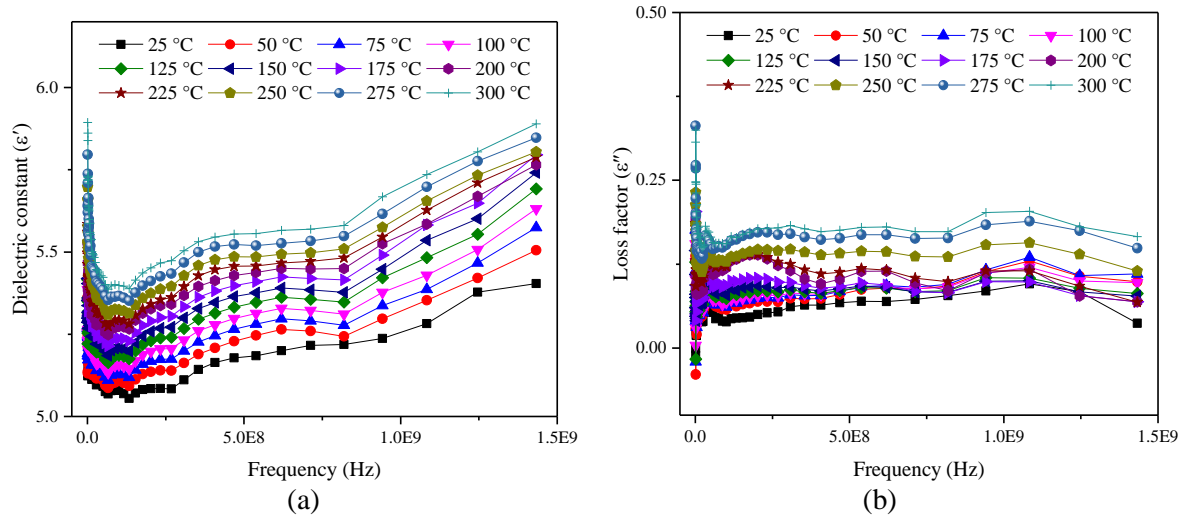 25 °C 50 °C 75 °C 100 °C
125 °C 150 °C 175 °C 200 °C
225 °C 250 °C 275 °C 300 °C
6.0
5.5
5.0
Dielectric constant (ε′)
0.0 5.0E8 1.0E9 1.5E9
Frequency (Hz)
(a)
0.50
25 °C 50 °C 75 °C 100 °C
125 °C 150 °C 175 °C 200 °C
225 °C 250 °C 275 °C 300 °C
0.25
0.00
Loss factor (ε″)
0.0 5.0E8 1.0E9 1.5E9
Frequency (Hz)
(b)